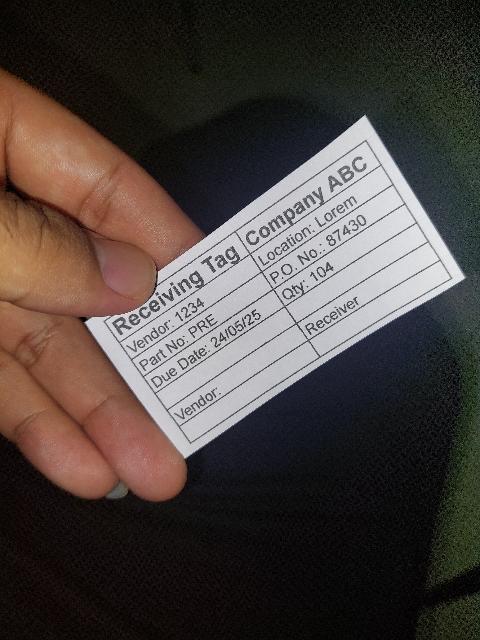 Receiving Tag Company ABC
Vendor: 1234 Location: Lorem
Part No: PRE P.O. No.: 87430
Due Date: 24/05/25 Qty: 104
Vendor: Receiver